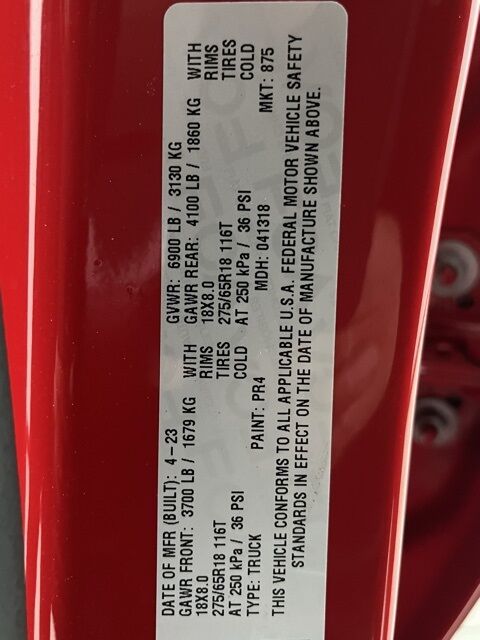 DATE OF MFR (BUILT): 4-23 GVWR: 6900 LB / 3130 KG
GAWR FRONT: 3700 LB / 1679 KG WITH GAWR REAR: 4100 LB / 1860 KG WITH
18X8.0 RIMS 18X8.0 RIMS
275/65R18 116T TIRES 275/65R18 116T TIRES
AT 250 kPa / 36 PSI COLD AT 250 kPa / 36 PSI COLD
TYPE: TRUCK PAINT: PR4 MDH: 041318 MKT: 875
THIS VEHICLE CONFORMS TO ALL APPLICABLE U.S.A. FEDERAL MOTOR VEHICLE SAFETY
STANDARDS IN EFFECT ON THE DATE OF MANUFACTURE SHOWN ABOVE.